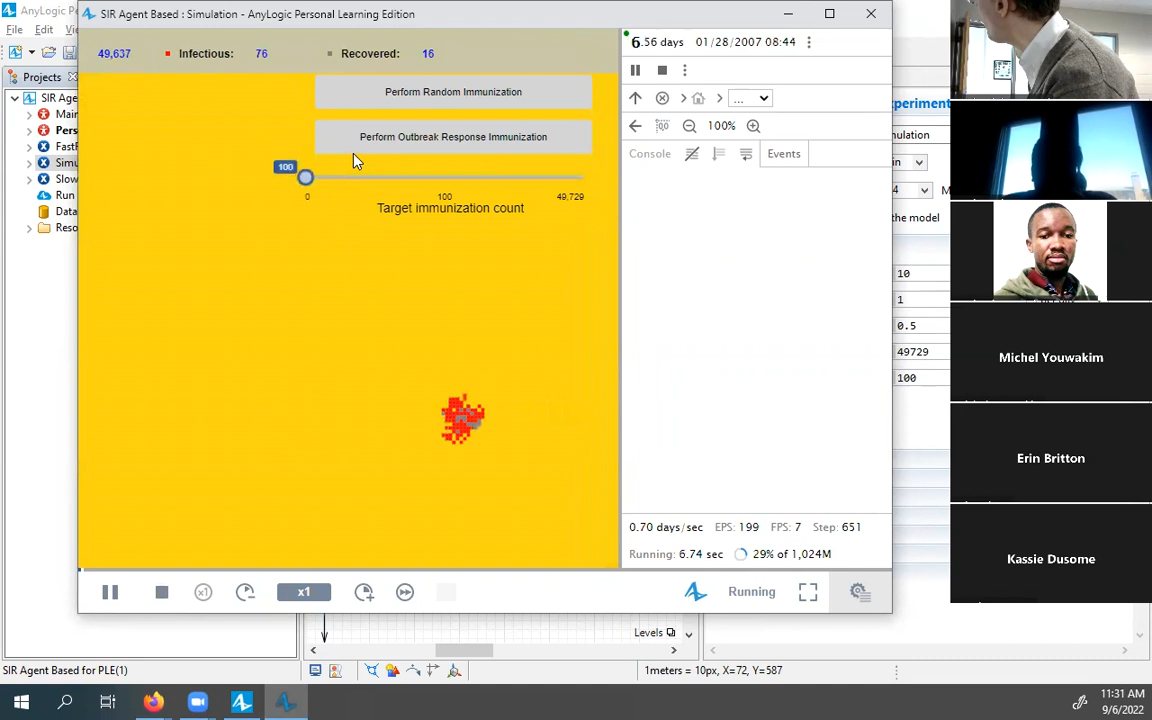 SIR Agent Based : Simulation - AnyLogic Personal Learning Edition
File Edit
Projects
SIR Age
Main
Pers
FastF
Simu
Slow
Run
Data
Reso
49,637 Infectious: 76 Recovered: 16
Perform Random Immunization
Perform Outbreak Response Immunization
100
0 100 49,729
Target immunization count
6.56 days 01/28/2007 08:44
... 100%
Console Events
0.70 days/sec EPS: 199 FPS: 7 Step: 651
Running: 6.74 sec 29% of 1,024M
x1 x1 Running
xperiment
ulation
4 M
the model
10
1
0.5
49729
100
Michel Youwakim
Erin Britton
Kassie Dusome
Levels
SIR Agent Based for PLE(1)
1meters = 10px, X=72, Y=587
11:31 AM
9/6/2022